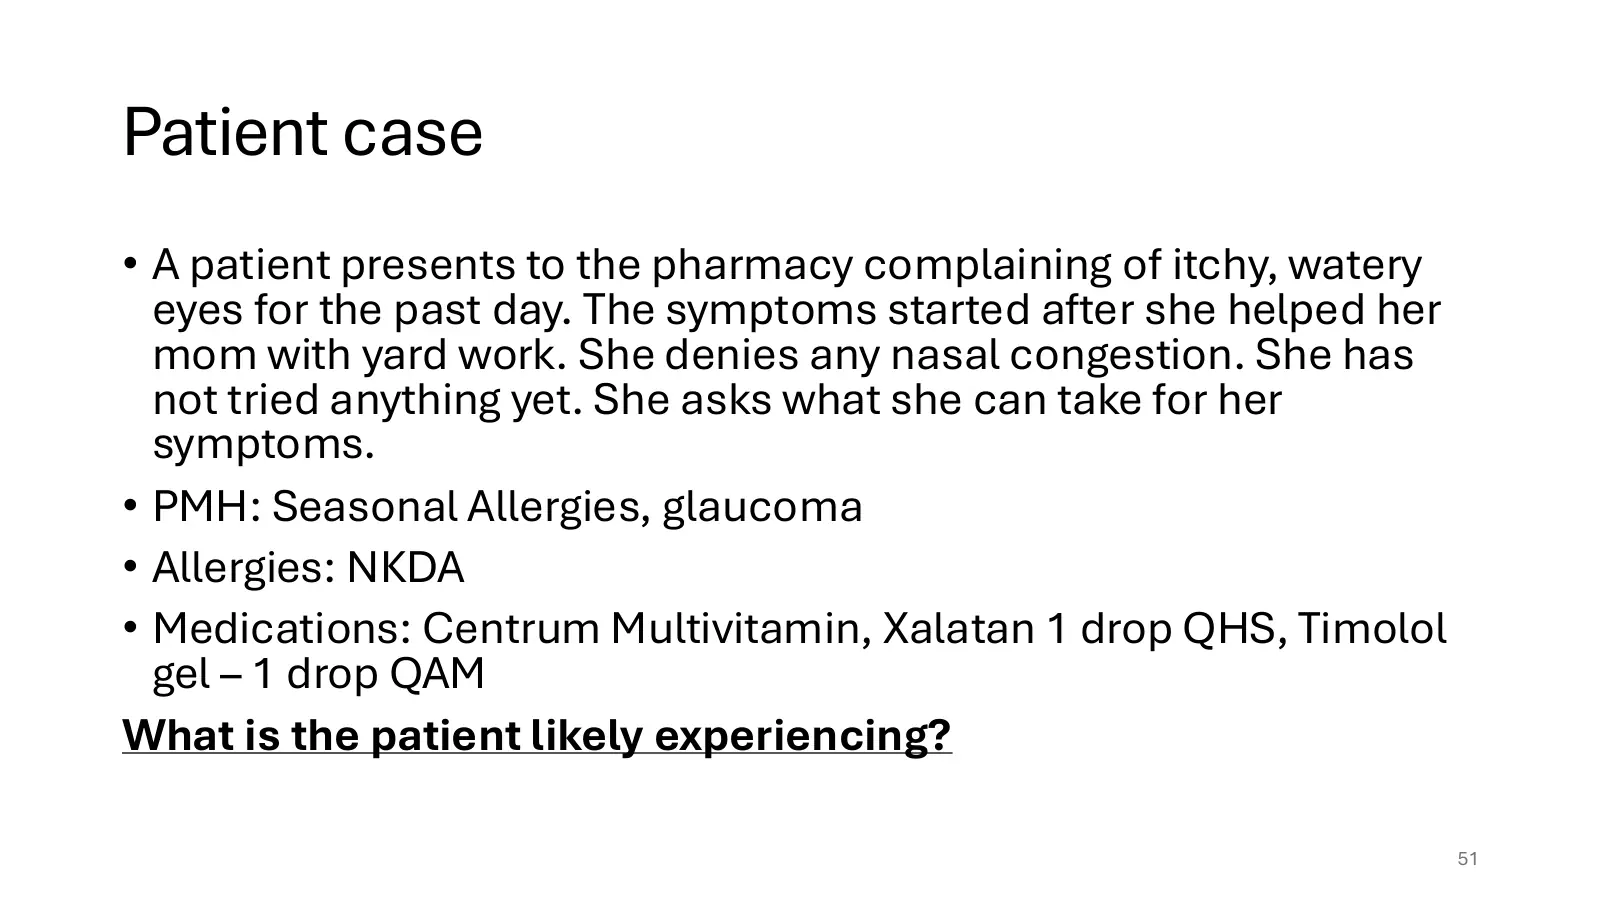 Patient case
• A patient presents to the pharmacy complaining of itchy, watery
eyes for the past day. The symptoms started after she helped her
mom with yard work. She denies any nasal congestion. She has
not tried anything yet. She asks what she can take for her
symptoms.
• PMH: Seasonal Allergies, glaucoma
• Allergies: NKDA
• Medications: Centrum Multivitamin, Xalatan 1 drop QHS, Timolol
gel – 1 drop QAM
What is the patient likely experiencing?
51